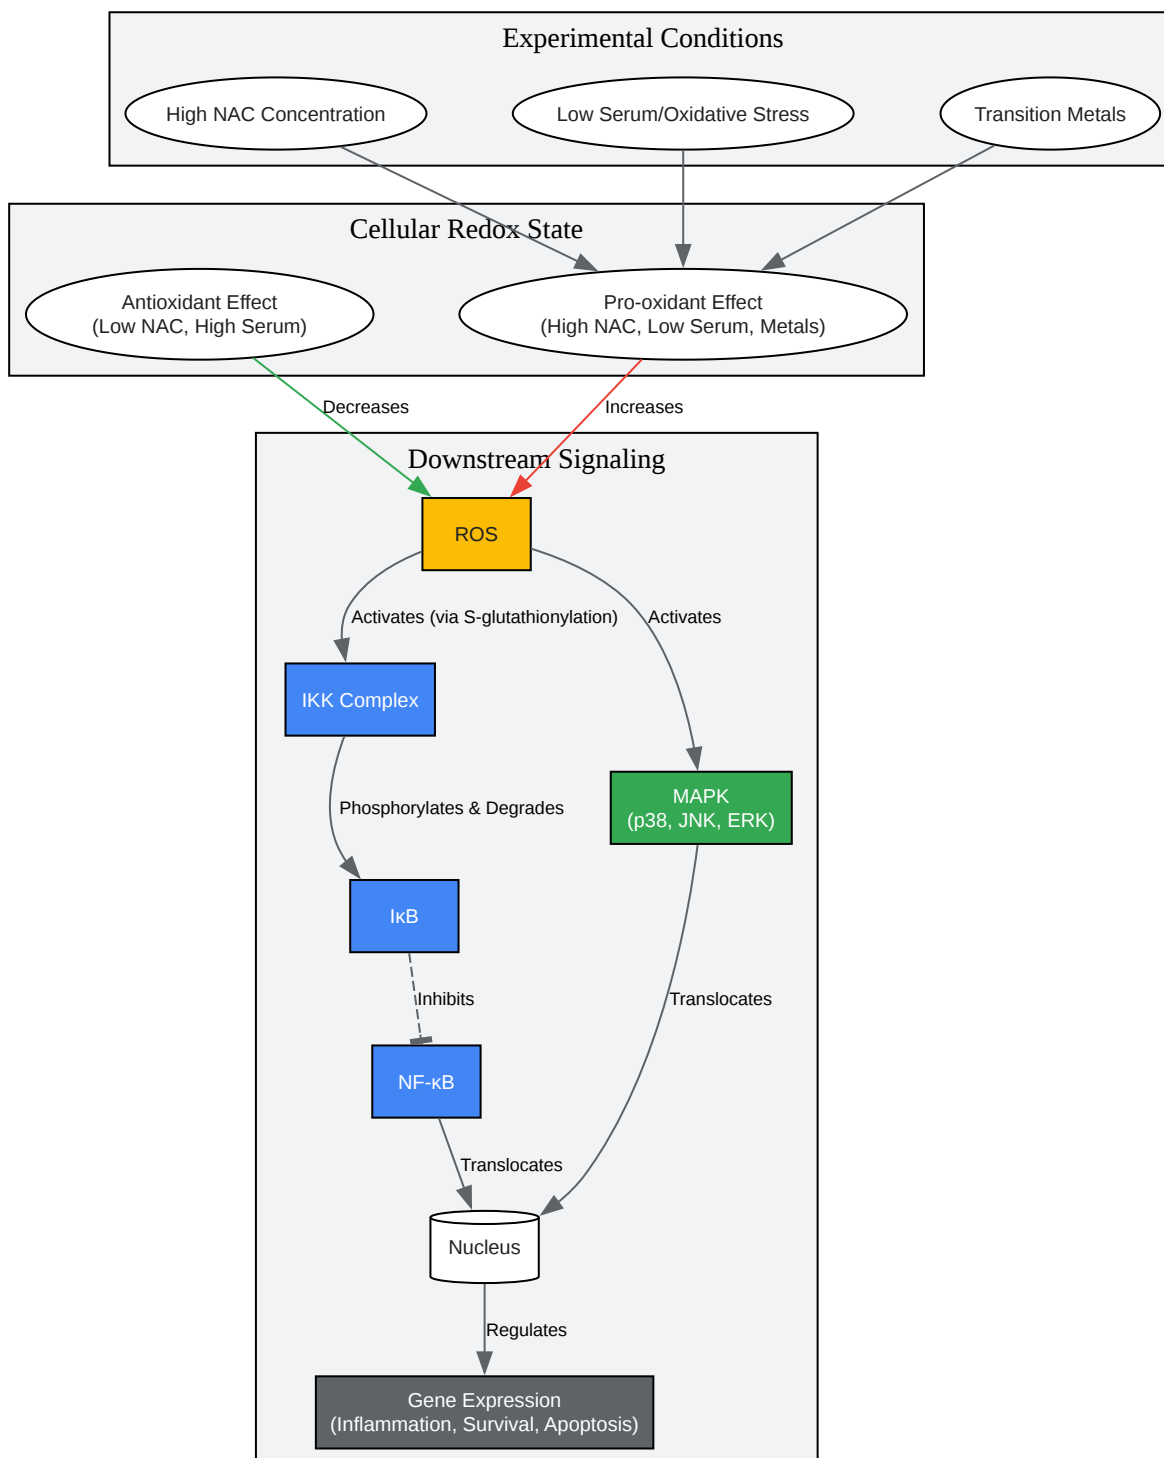 Experimental Conditions
High NAC Concentration
Low Serum/Oxidative Stress
Transition Metals
Cellular Redox State
Antioxidant Effect
(Low NAC, High Serum)
Pro-oxidant Effect
(High NAC, Low Serum, Metals)
Decreases
Increases
Downstream Signaling
ROS
Activates (via S-glutathionylation)
Activates
IKK Complex
MAPK
(p38, JNK, ERK)
Phosphorylates & Degrades
IκB
Inhibits
Translocates
NF-κB
Translocates
Nucleus
Regulates
Gene Expression
(Inflammation, Survival, Apoptosis)